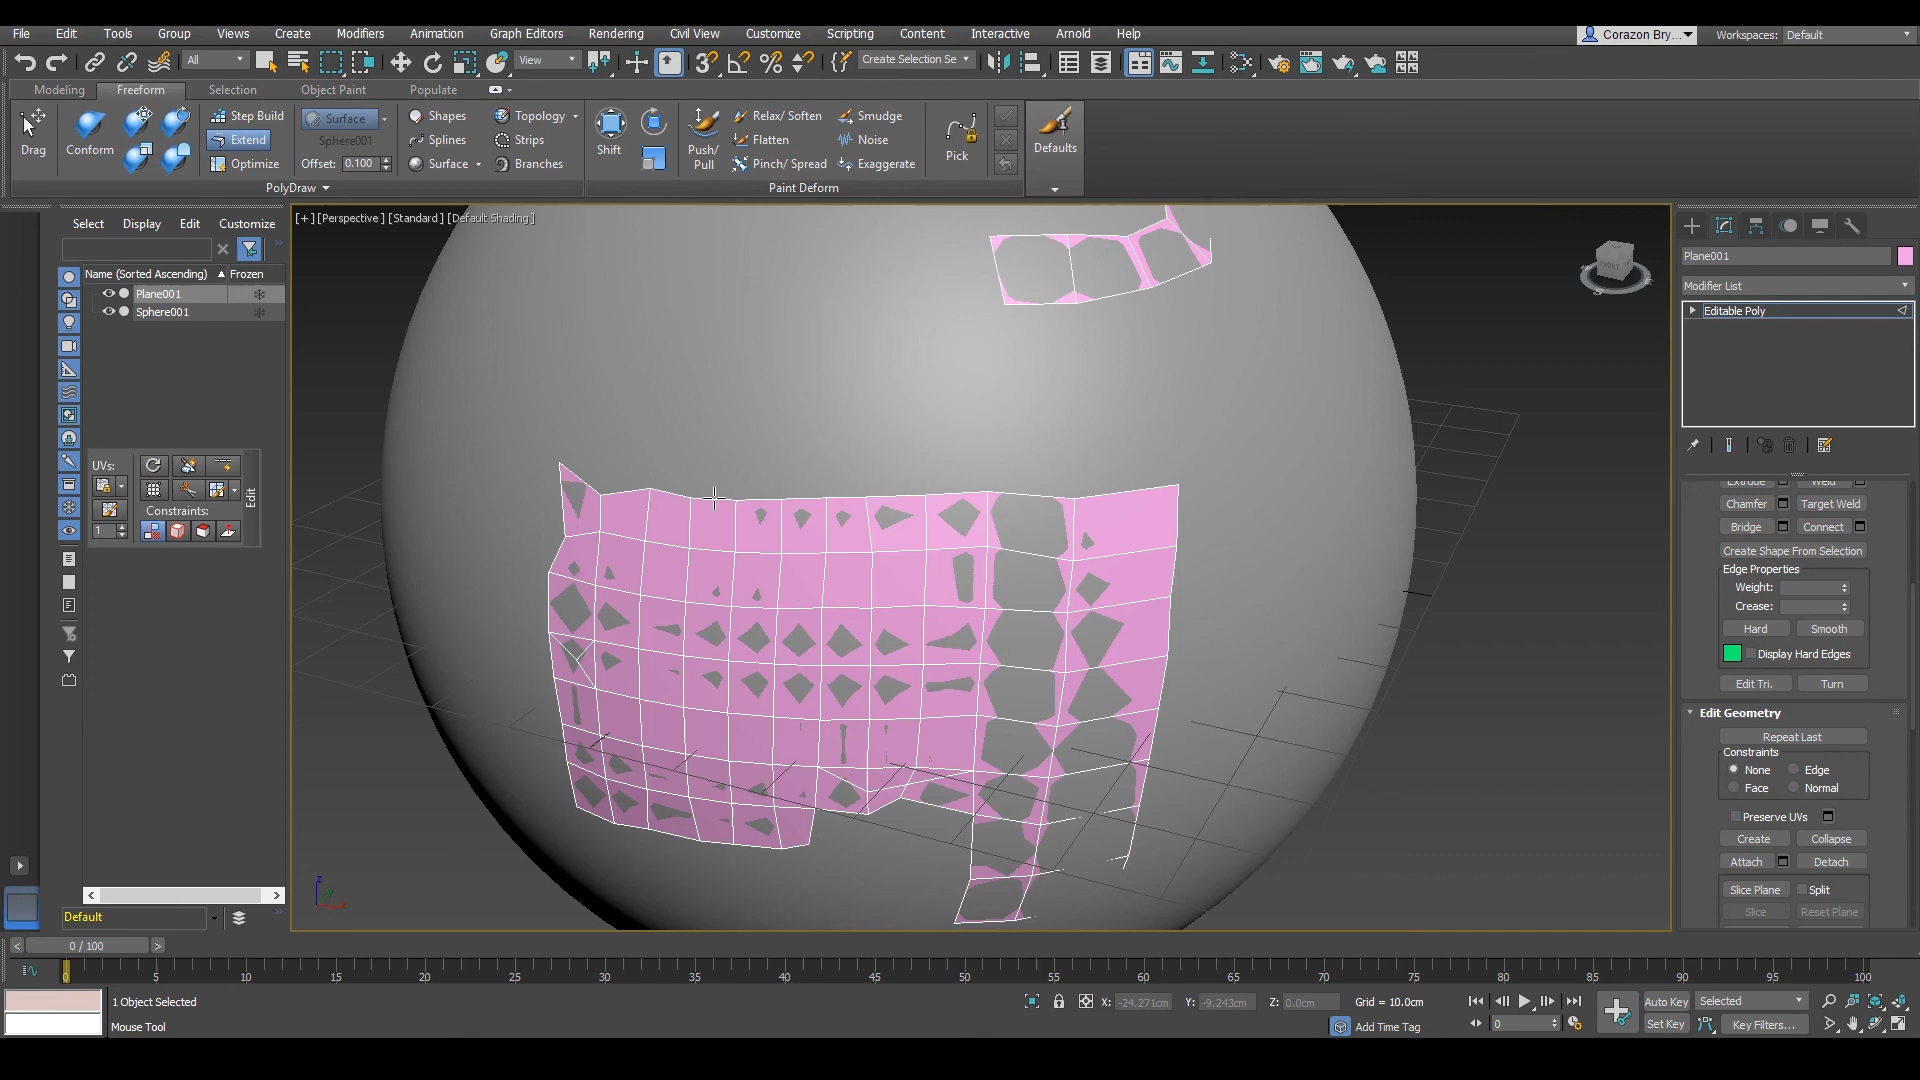 File Edit Tools Group Views Create Modifiers Animation Rendering Graph Editors Civil View Customize Scripting Content Interactive Arnold Help Corazon Bry... Workspaces: Default
All View Create Selection Se
Modeling Freeform Selection Object Paint Populate
Drag Conform Step Build Extend Optimize
Surface Sphere001 Offset: 0.100
Shapes Splines Surface
Topology Strips Branches
Shift Push/ Pull
Relax/ Soften Flatten Pinch/ Spread
Smudge Noise Exaggerate
Pick Defaults
PolyDraw Paint Deform
Select Display Edit Customize
[+] [Perspective ] [Standard ] [Default Shading ]
Name (Sorted Ascending) Frozen
Plane001
Sphere001
UVs:
Edit
Constraints:
1
Default
FRONT
S
Plane001
Modifier List
Editable Poly
Extrude Weld
Chamfer Target Weld
Bridge Connect
Create Shape From Selection
Edge Properties
Weight:
Crease:
Hard Smooth
Display Hard Edges
Edit Tri. Turn
Edit Geometry
Repeat Last
Constraints
None Edge
Face Normal
Preserve UVs
Create Collapse
Attach Detach
Slice Plane Split
Slice Reset Plane
z
y
< 0 / 100 >
0 5 10 15 20 25 30 35 40 45 50 55 60 65 70 75 80 85 90 95 100
1 Object Selected
X: -24.271cm Y: -9.243cm Z: 0.0cm Grid = 10.0cm
Auto Key Selected
Mouse Tool
Add Time Tag
0
Set Key Key Filters...